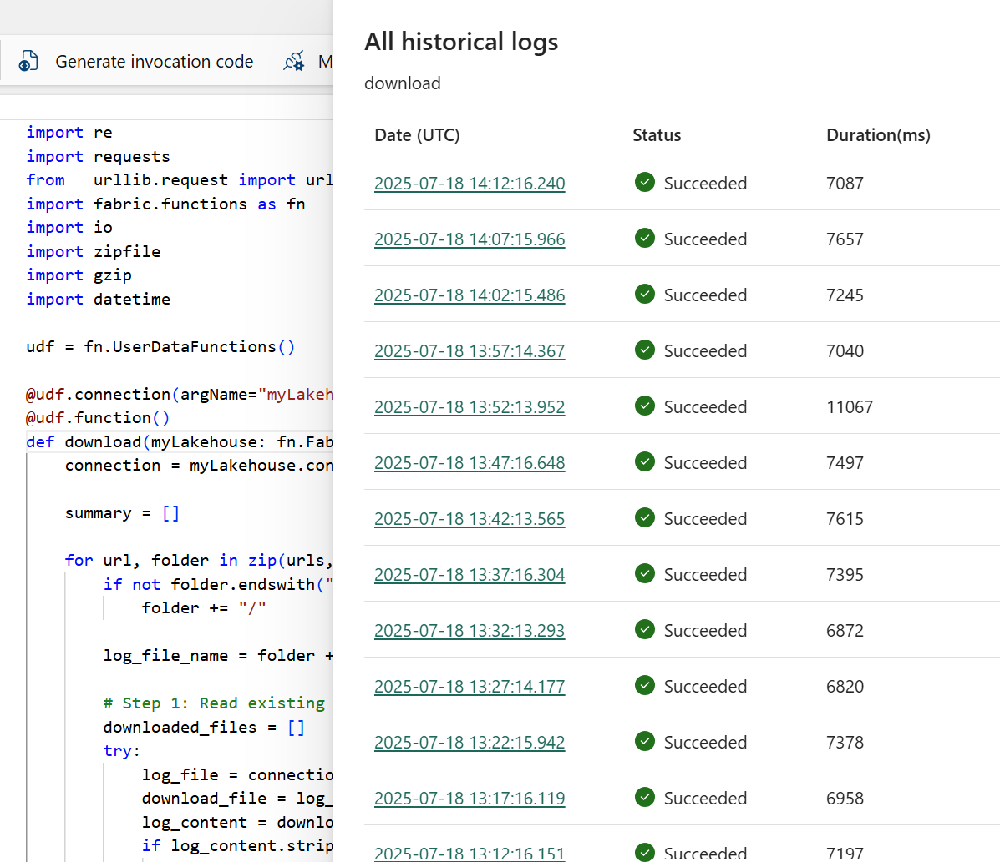 Generate invocation code
M
import re
import requests
from   urllib.request import url
import fabric.functions as fn
import io
import zipfile
import gzip
import datetime
udf = fn.UserDataFunctions()
@udf.connection(argName="myLakeh
@udf.function()
def download(myLakehouse: fn.Fab
connection = myLakehouse.con
summary = []
for url, folder in zip(urls,
if not folder.endswith("
folder += "/"
log_file_name = folder +
# Step 1: Read existing
downloaded_files = []
try:
log_file = connectio
download_file = log_
log_content = downlo
if log_content.strip
All historical logs
download
Date (UTC) Status Duration(ms)
2025-07-18 14:12:16.240 Succeeded 7087
2025-07-18 14:07:15.966 Succeeded 7657
2025-07-18 14:02:15.486 Succeeded 7245
2025-07-18 13:57:14.367 Succeeded 7040
2025-07-18 13:52:13.952 Succeeded 11067
2025-07-18 13:47:16.648 Succeeded 7497
2025-07-18 13:42:13.565 Succeeded 7615
2025-07-18 13:37:16.304 Succeeded 7395
2025-07-18 13:32:13.293 Succeeded 6872
2025-07-18 13:27:14.177 Succeeded 6820
2025-07-18 13:22:15.942 Succeeded 7378
2025-07-18 13:17:16.119 Succeeded 6958
2025-07-18 13:12:16.151 Succeeded 7197